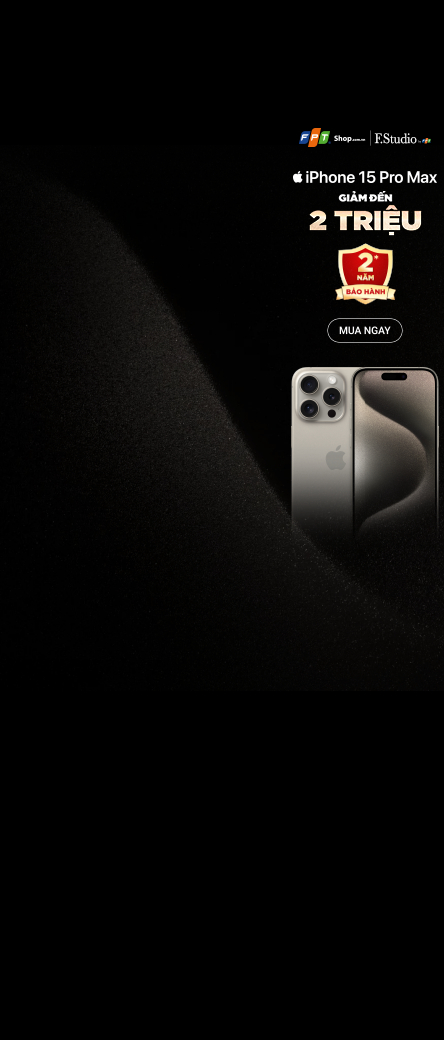 FPT Shop.com.vn F.Studio by FPT
iPhone 15 Pro Max
GIẢM ĐẾN
2 TRIỆU
2+
NĂM
BẢO HÀNH
MUA NGAY